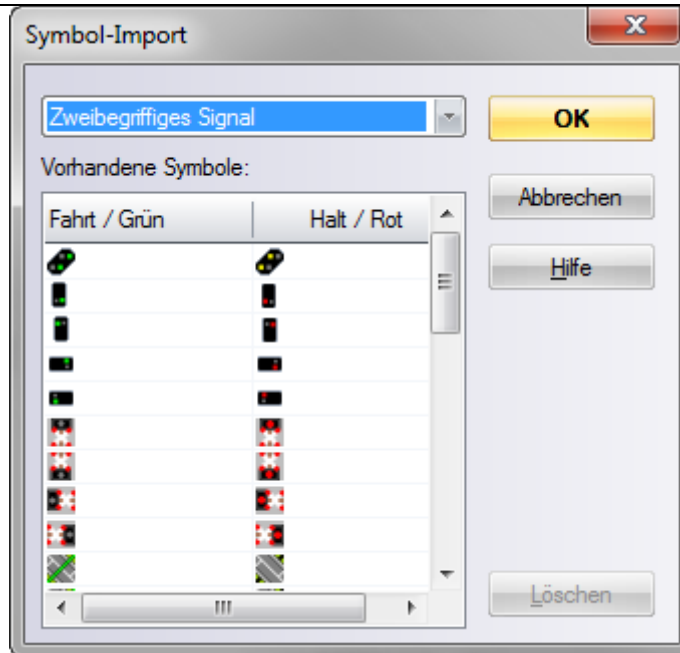 Symbol-Import
Zweibegriffiges Signal
OK
Vorhandene Symbole:
Abbrechen
Fahrt / Grün Halt / Rot
Hilfe
Löschen